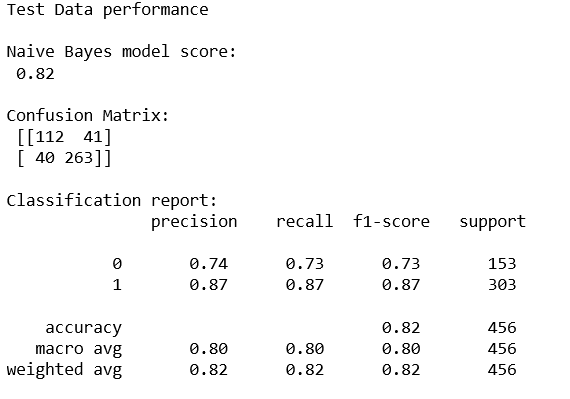 Test Data performance
Naive Bayes model score:
0.82
Confusion Matrix:
[[112  41]
[ 40 263]]
Classification report:
precision    recall  f1-score   support
0       0.74      0.73      0.73       153
1       0.87      0.87      0.87       303
accuracy                           0.82       456
macro avg       0.80      0.80      0.80       456
weighted avg       0.82      0.82      0.82       456